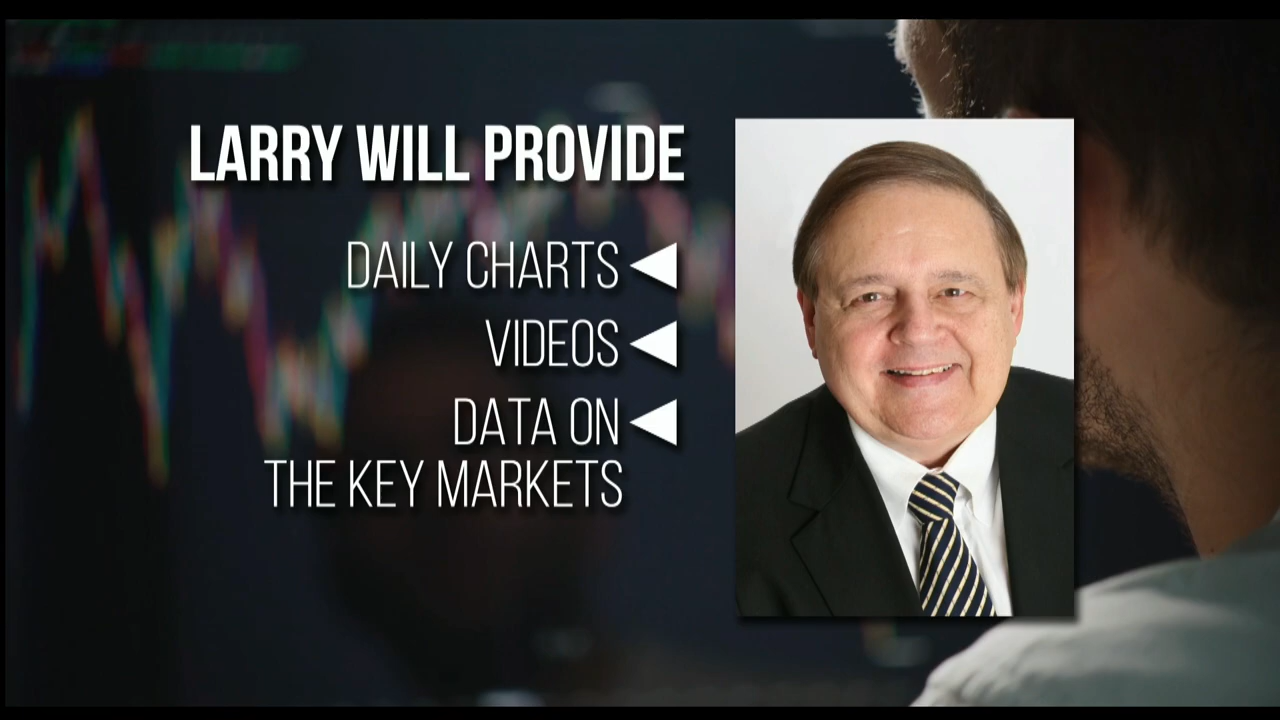 LARRY WILL PROVIDE
DAILY CHARTS
VIDEOS
DATA ON
THE KEY MARKETS